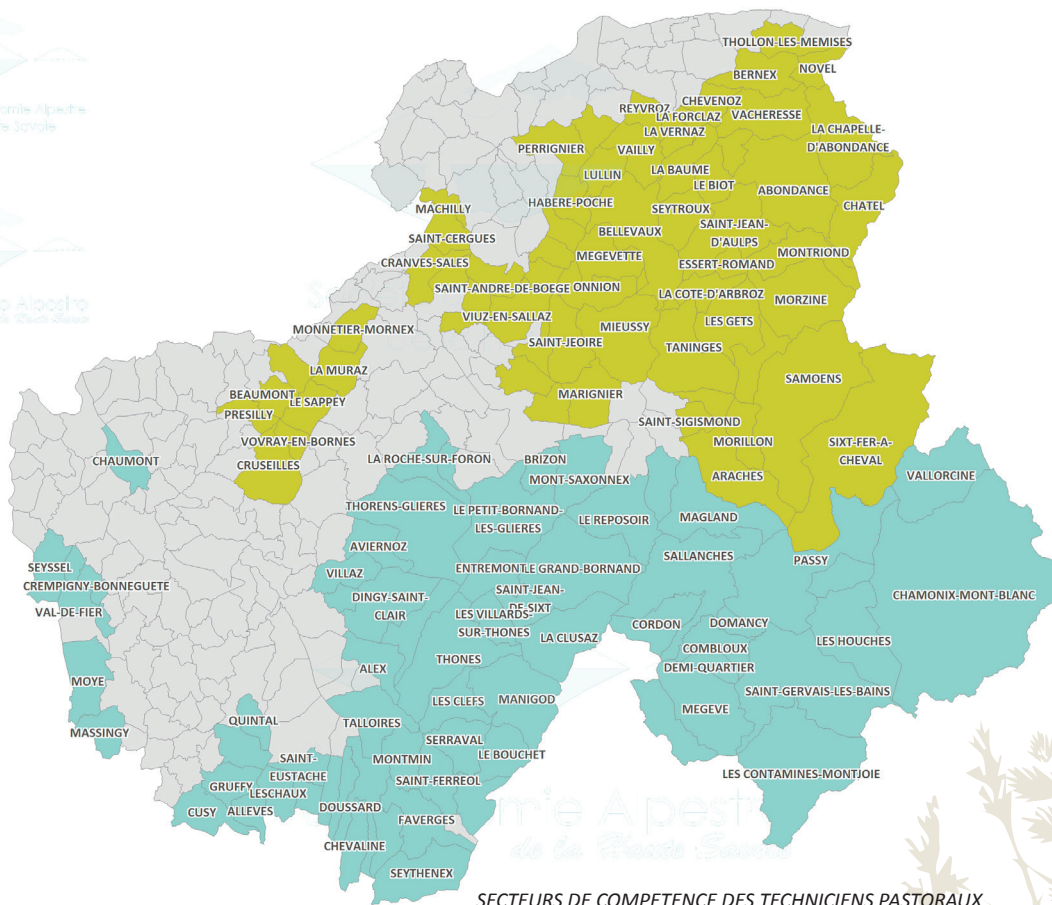 THOLLON-LES-MEMISES
BERNEX
NOVEL
REYVROZ
CHEVENOZ
LA FORCLAZ
VACHERESSE
LA VERNAZ
LA CHAPELLE-
D'ABONDANCE
PERRIGNIER
VAILLY
LULLIN
LA BAUME
LE BIOT
ABONDANCE
HABERE-POCHE
SEYTROUX
CHATEL
MACHILLY
SAINT-CERGUES
BELLEVAUX
SAINT-JEAN-
D'AULPS
MONTRIOND
CRANVES-SALES
MEGEVETTE
ESSERT-ROMAND
SAINT-ANDRE-DE-BOEGE
ONNION
LA COTE-D'ARBROZ
MORZINE
VIUZ-EN-SALLAZ
MONNETIER-MORNEX
MIEUSSY
LES GETS
SAINT-JEOIRE
TANINGES
LA MURAZ
SAMOENS
BEAUMONT
LE SAPPEY
MARIGNIER
PRESILLY
SAINT-SIGISMOND
VOVRAY-EN-BORNES
MORILLON
SIXT-FER-A-
CHEVAL
CHAUMONT
CRUSEILLES
LA ROCHE-SUR-FORON
BRIZON
MONT-SAXONNEX
ARACHES
VALLORCINE
THORENS-GLIERES
LE PETIT-BORNAND-
LES-GLIERES
LE REPOSOIR
MAGLAND
AVIERNOZ
SALLANCHES
PASSY
SEYSSEL
CREMPIGNY-BONNEGUETE
VILLAZ
ENTREMONT
LE GRAND-BORNAND
CHAMONIX-MONT-BLANC
VAL-DE-FIER
DINGY-SAINT-
CLAIR
SAINT-JEAN-
DE-SIXT
LES VILLARDS-
SUR-THONES
LA CLUSAZ
CORDON
DOMANCY
LES HOUCHES
COMBLOUX
THONES
DEMI-QUARTIER
MOYE
ALEX
LES CLEFS
MANIGOD
SAINT-GERVAIS-LES-BAINS
MEGEVE
MASSINGY
QUINTAL
TALLOIRES
SERRAVAL
LE BOUCHET
MONTMIN
SAINT-
EUSTACHE
LES CONTAMINES-MONTJOIE
GRUFFY
LESCHAUX
SAINT-FERREOL
CUSY
ALLEVES
DOUSSARD
FAVERGES
CHEVALINE
SEYTHENEX
SECTEURS DE COMPETENCE DES TECHNICIENS PASTORAUX